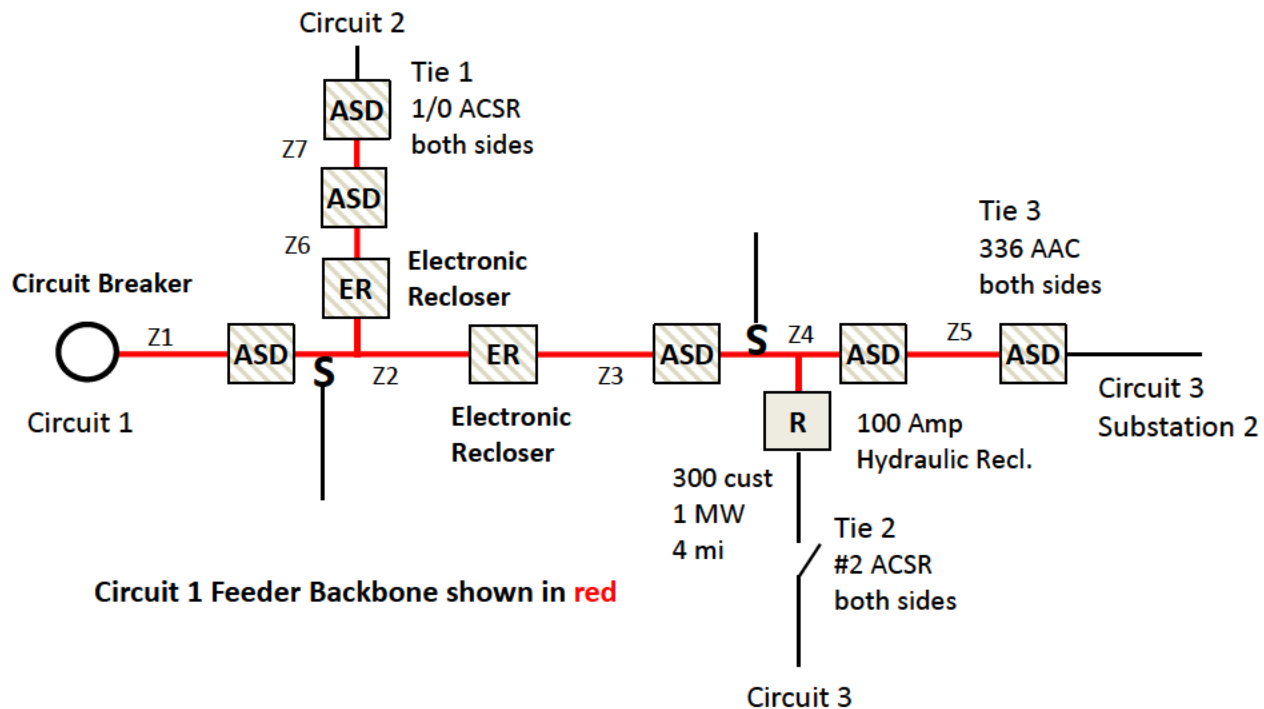 Circuit 2
ASD
Tie 1
1/0 ACSR
both sides
Z7
ASD
Z6
ER
Electronic
Recloser
Tie 3
336 AAC
both sides
Circuit Breaker
Z1
ASD
S
Z2
ER
Z3
ASD
S
Z4
ASD
Z5
ASD
Circuit 1
Electronic
Recloser
R
100 Amp
Hydraulic Recl.
Circuit 3
Substation 2
300 cust
1 MW
4 mi
Tie 2
#2 ACSR
both sides
Circuit 1 Feeder Backbone shown in red
Circuit 3